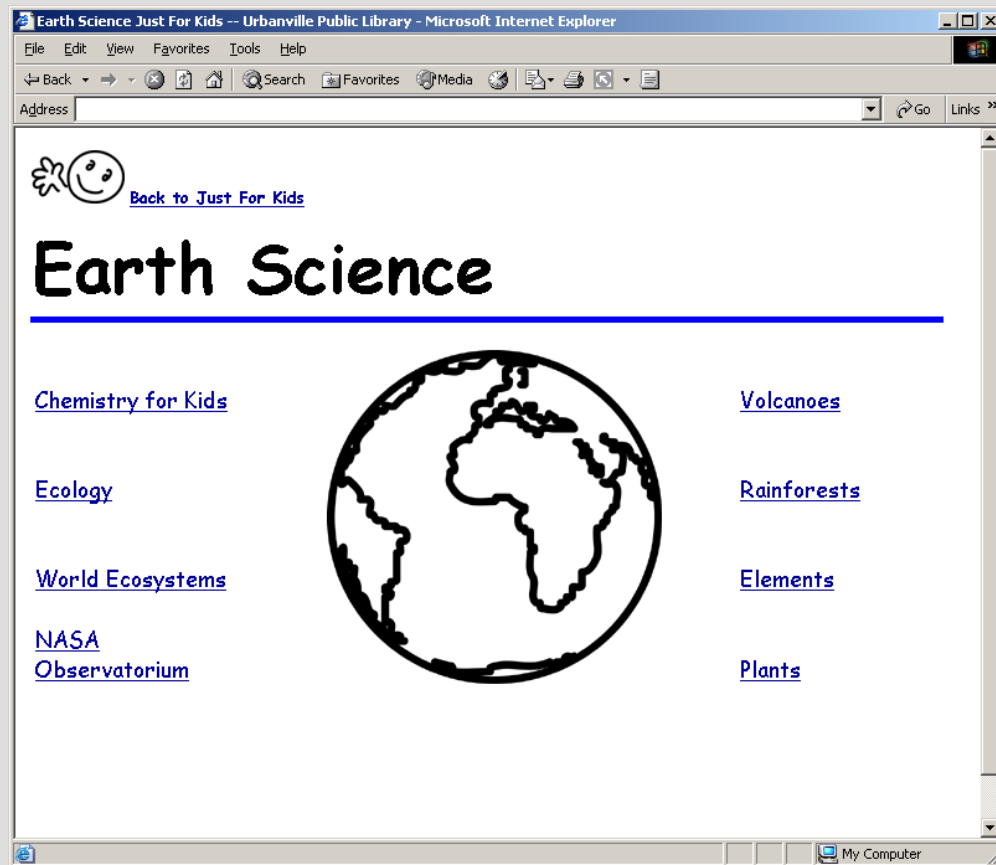 Earth Science Just For Kids -- Urbanville Public Library - Microsoft Internet Explorer
File Edit View Favorites Tools Help
Back Search Favorites Media
Address Go Links »
Back to Just For Kids
Earth Science
Chemistry for Kids
Volcanoes
Ecology
Rainforests
World Ecosystems
Elements
NASA
Observatorium
Plants
My Computer